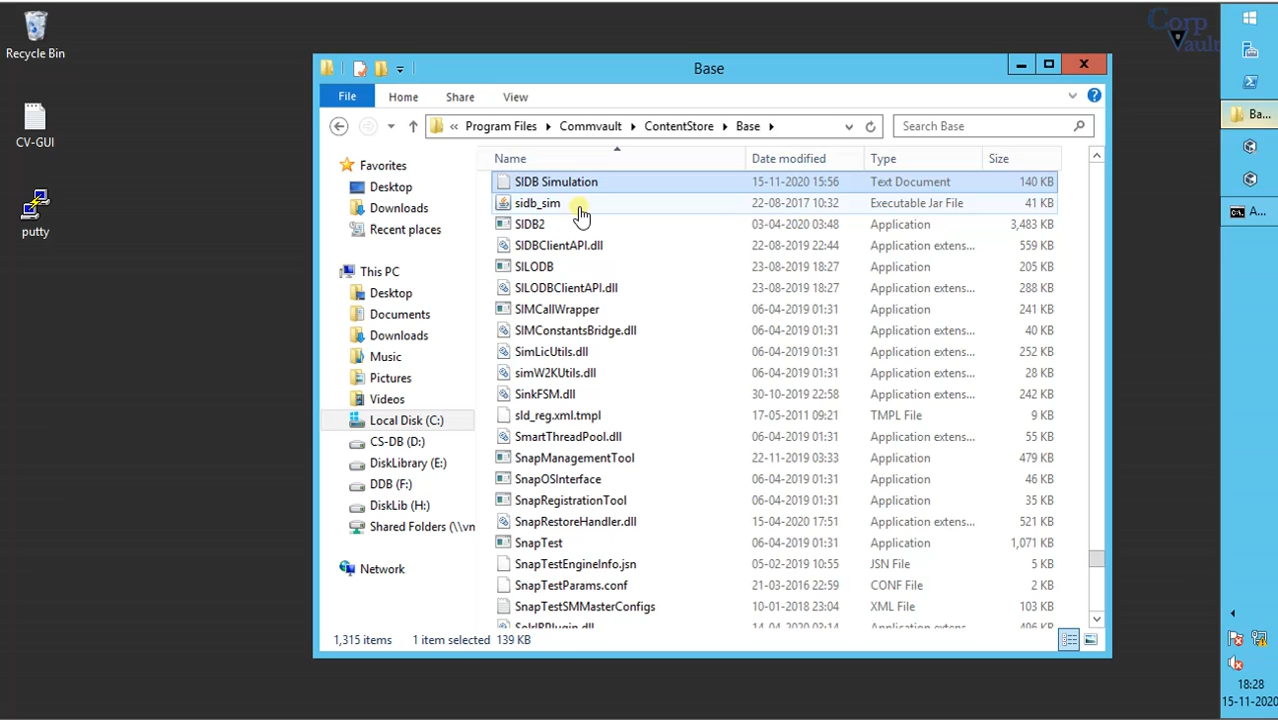 Recycle Bin
CV-GUI
putty
Corp
Vault
Base
File Home Share View
« Program Files Commvault ContentStore Base
Search Base
Favorites
Desktop
Downloads
Recent places
This PC
Desktop
Documents
Downloads
Music
Pictures
Videos
Local Disk (C:)
CS-DB (D:)
DiskLibrary (E:)
DDB (F:)
DiskLib (H:)
Shared Folders (\\vn
Network
Name Date modified Type Size
SIDB Simulation 15-11-2020 15:56 Text Document 140 KB
sidb_sim 22-08-2017 10:32 Executable Jar File 41 KB
SIDB2 03-04-2020 03:48 Application 3,483 KB
SIDBClientAPI.dll 22-08-2019 22:44 Application extens... 559 KB
SILODB 23-08-2019 18:27 Application 205 KB
SILODBClientAPI.dll 23-08-2019 18:27 Application extens... 288 KB
SIMCallWrapper 06-04-2019 01:31 Application 241 KB
SIMConstantsBridge.dll 06-04-2019 01:31 Application extens... 40 KB
SimLicUtils.dll 06-04-2019 01:31 Application extens... 252 KB
simW2KUtils.dll 06-04-2019 01:31 Application extens... 28 KB
SinkFSM.dll 30-10-2019 22:58 Application extens... 242 KB
sld_reg.xml.tmpl 17-05-2011 09:21 TMPL File 9 KB
SmartThreadPool.dll 06-04-2019 01:31 Application extens... 55 KB
SnapManagementTool 22-11-2019 03:33 Application 479 KB
SnapOSInterface 06-04-2019 01:31 Application 46 KB
SnapRegistrationTool 06-04-2019 01:31 Application 35 KB
SnapRestoreHandler.dll 15-04-2020 17:51 Application extens... 521 KB
SnapTest 06-04-2019 01:31 Application 1,071 KB
SnapTestEngineInfo.jsn 05-02-2019 10:55 JSN File 5 KB
SnapTestParams.conf 21-03-2016 22:59 CONF File 2 KB
SnapTestSMMasterConfigs 10-01-2018 23:04 XML File 103 KB
1,315 items 1 item selected 139 KB
Ba...
A...
18:28
15-11-2020